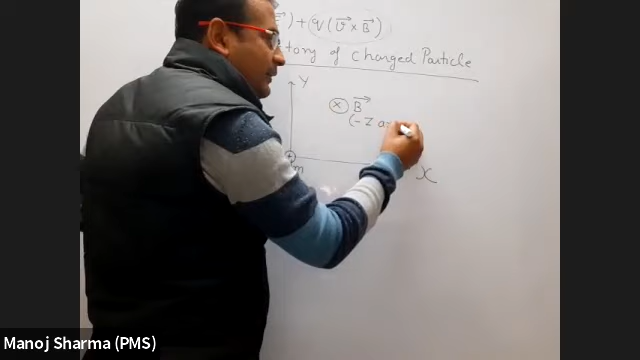 ) + q ( v × B )
tory of Charged Particle
Y
x B
(- Z a
m
X
Manoj Sharma (PMS)